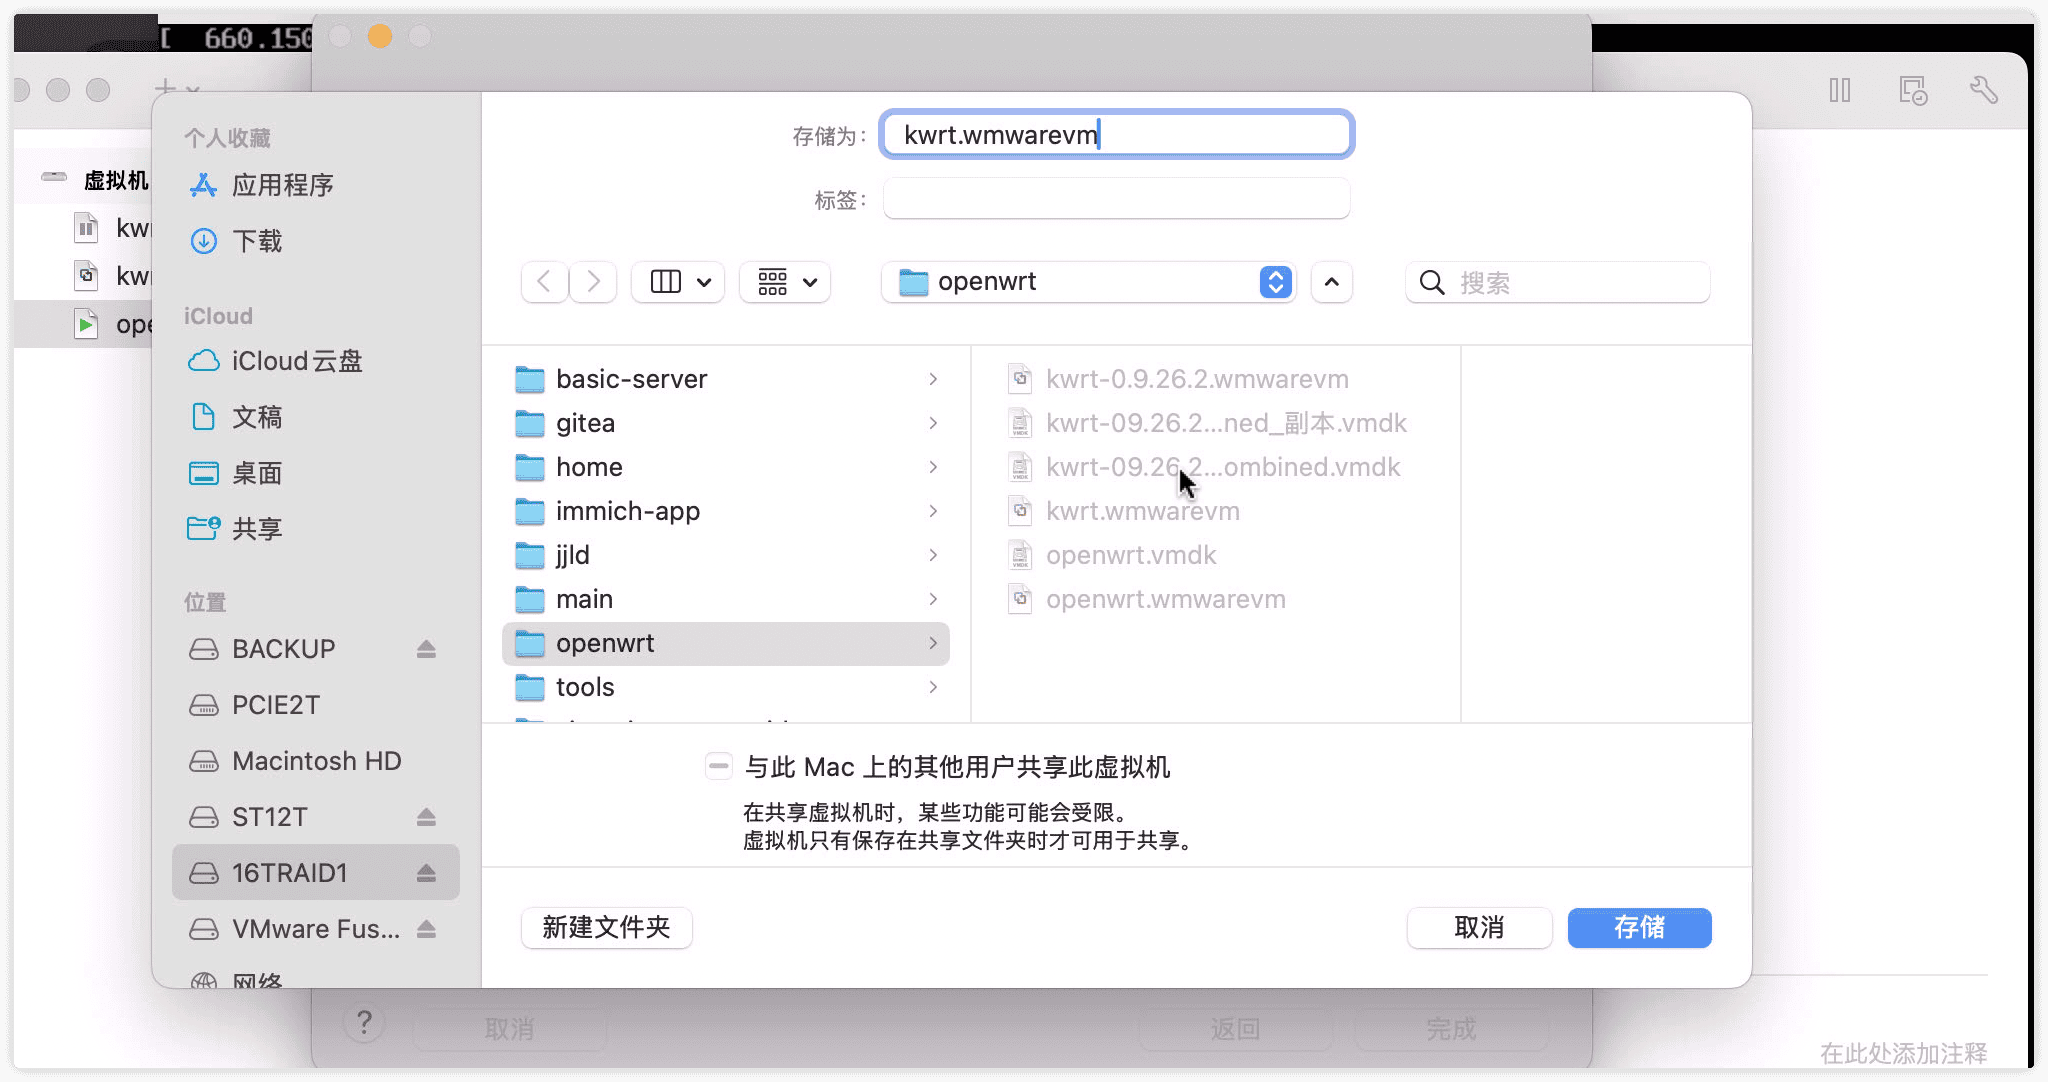 [  660.150
虚拟机
kwr
kwr
ope
个人收藏
应用程序
下载
iCloud
iCloud云盘
文稿
桌面
共享
位置
BACKUP
PCIE2T
Macintosh HD
ST12T
16TRAID1
VMware Fus...
网络
存储为：
kwrt.wmwarevm
标签：
openwrt
搜索
basic-server
gitea
home
immich-app
jjld
main
openwrt
tools
kwrt-0.9.26.2.wmwarevm
kwrt-09.26.2...ned_副本.vmdk
kwrt-09.26.2...ombined.vmdk
kwrt.wmwarevm
openwrt.vmdk
openwrt.wmwarevm
与此 Mac 上的其他用户共享此虚拟机
在共享虚拟机时，某些功能可能会受限。
虚拟机只有保存在共享文件夹时才可用于共享。
新建文件夹
取消
存储
?
取消
返回
完成
在此处添加注释